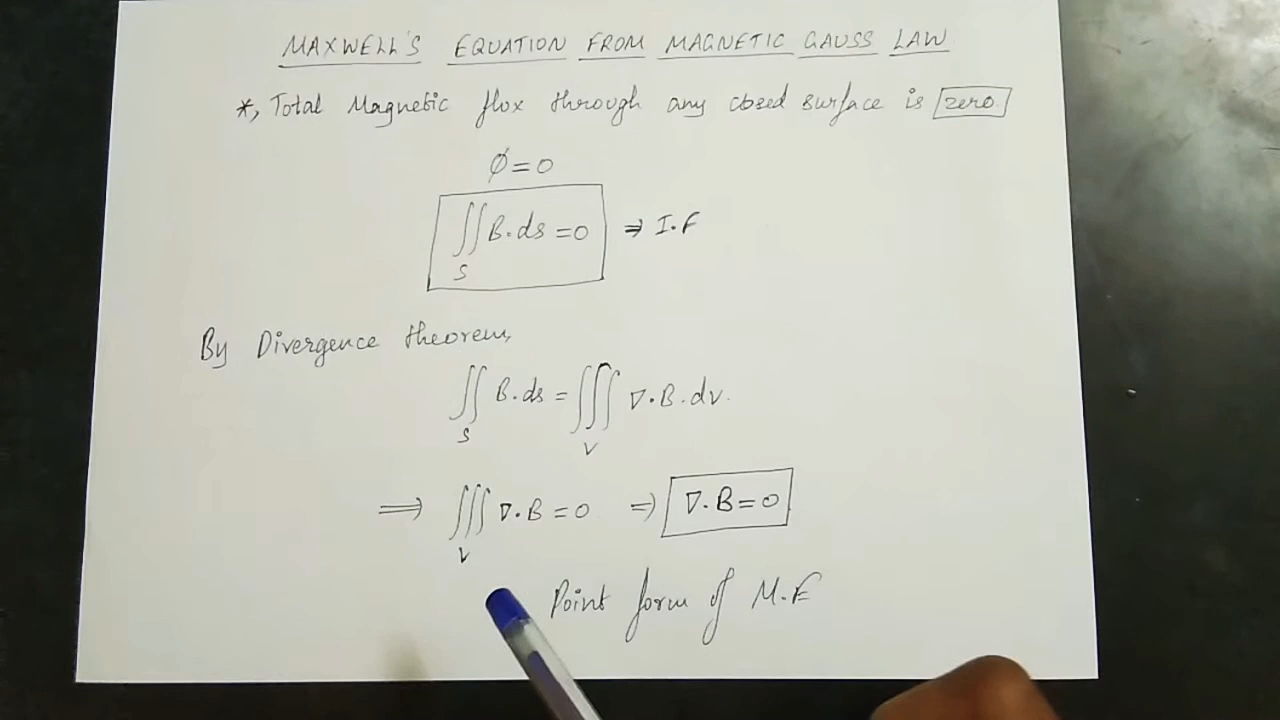 MAXWELL'S EQUATION FROM MAGNETIC GAUSS LAW
*, Total Magnetic flux through any closed surface is zero.
∅ = 0
∬ B. ds = 0 ⇒ I.F
S
By Divergence theorem,
∬ B. ds = ∭ ∇. B. dv.
S V
⟹ ∭ ∇. B = 0 ⇒ ∇. B = 0
V
Point form of M.E